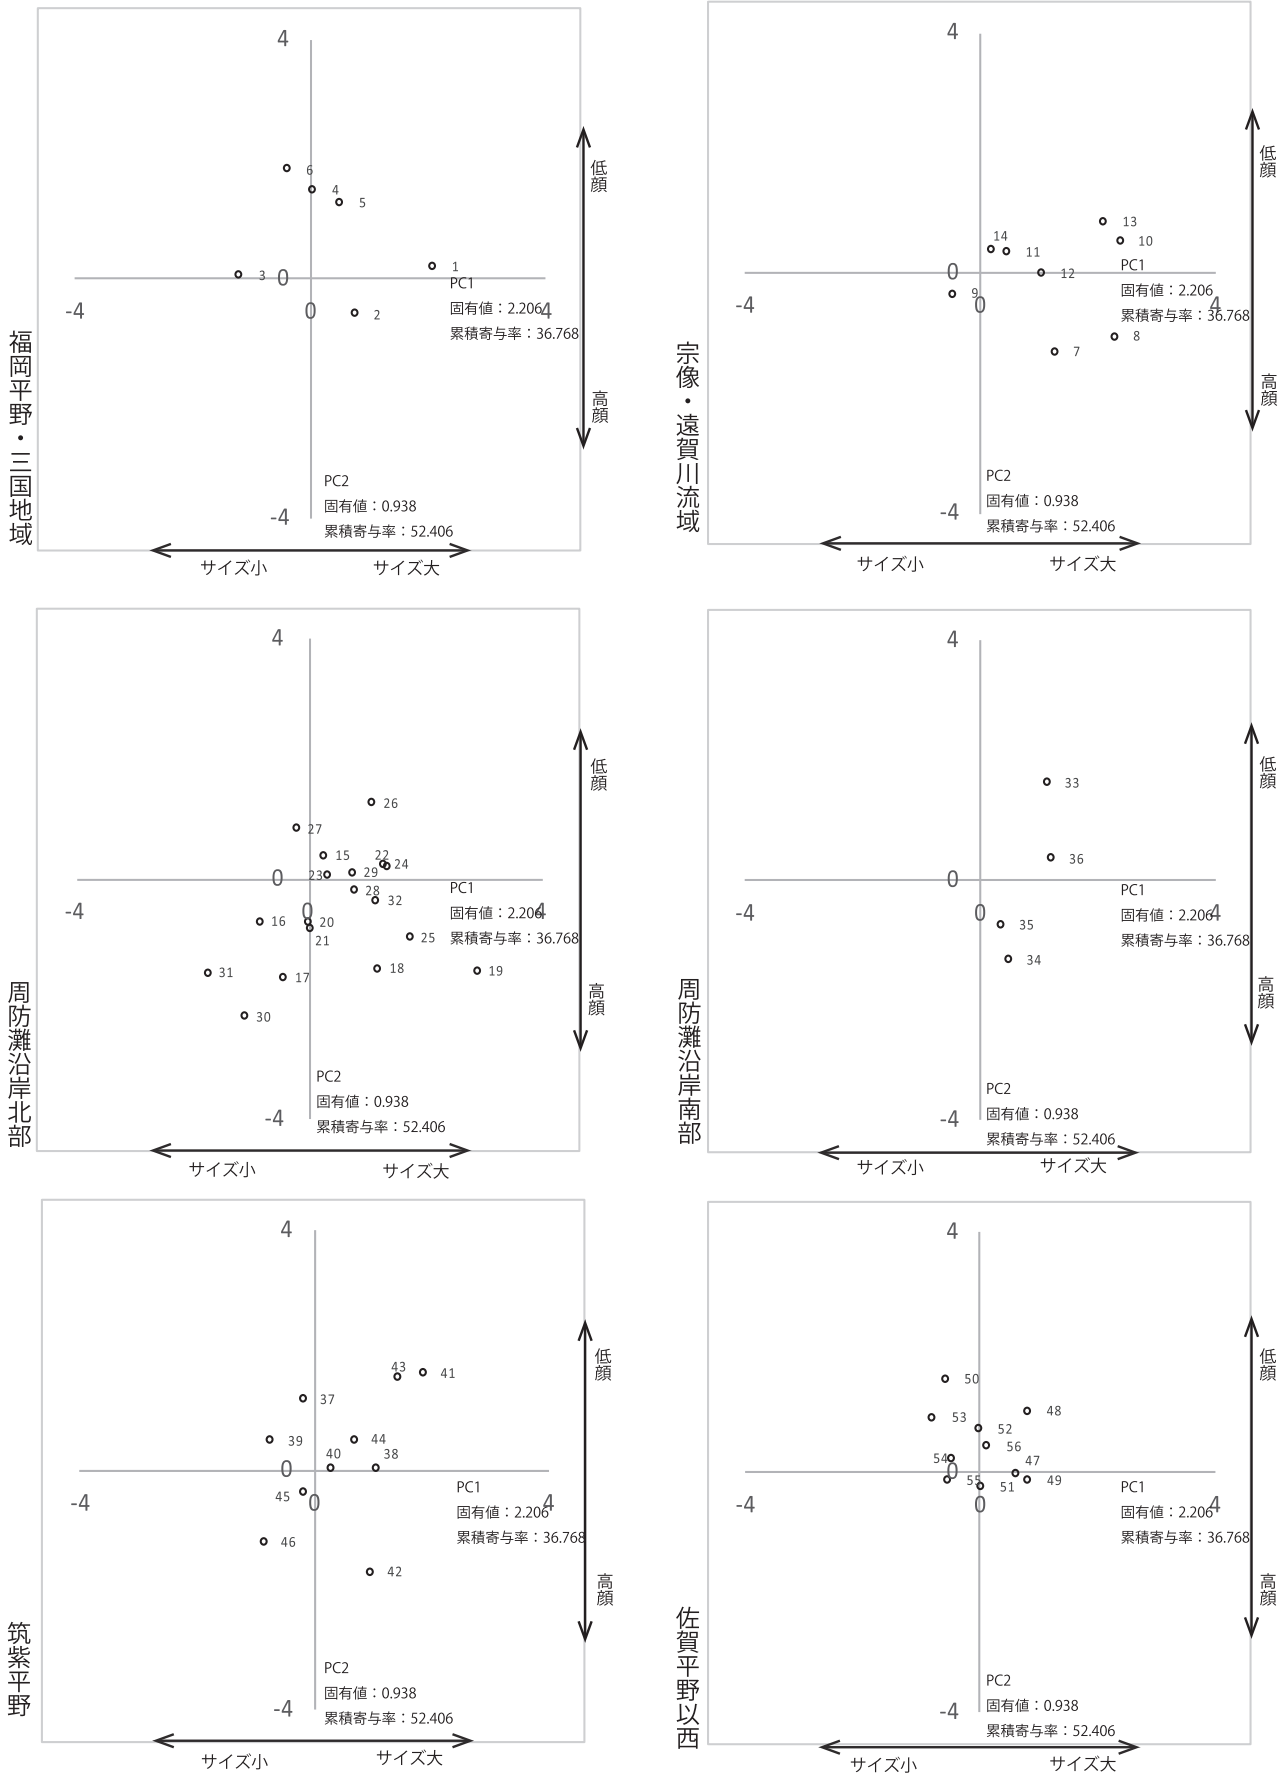 福岡平野・三国地域
4
低顔
6
4
5
3
0
1
PC1
-4
0
2
固有値：2.206
4
累積寄与率：36.768
高顔
PC2
固有値：0.938
-4
累積寄与率：52.406
サイズ小
サイズ大
宗像・遠賀川流域
4
低顔
13
14
10
11
0
12
PC1
9
-4
0
固有値：2.206
4
累積寄与率：36.768
8
7
高顔
PC2
固有値：0.938
-4
累積寄与率：52.406
サイズ小
サイズ大
周防灘沿岸北部
4
低顔
26
27
15
22
24
23
29
0
28
PC1
32
-4
0
固有値：2.206
4
16
20
21
25
累積寄与率：36.768
31
17
18
19
高顔
30
PC2
固有値：0.938
-4
累積寄与率：52.406
サイズ小
サイズ大
周防灘沿岸南部
4
低顔
33
36
0
PC1
-4
0
固有値：2.206
4
35
累積寄与率：36.768
34
高顔
PC2
固有値：0.938
-4
累積寄与率：52.406
サイズ小
サイズ大
筑紫平野
4
低顔
43
41
37
39
44
40
38
0
PC1
45
-4
0
固有値：2.206
4
46
累積寄与率：36.768
42
高顔
PC2
固有値：0.938
-4
累積寄与率：52.406
サイズ小
サイズ大
佐賀平野以西
4
低顔
50
53
48
52
56
54
47
0
55
51
49
PC1
-4
0
固有値：2.206
4
累積寄与率：36.768
高顔
PC2
固有値：0.938
-4
累積寄与率：52.406
サイズ小
サイズ大